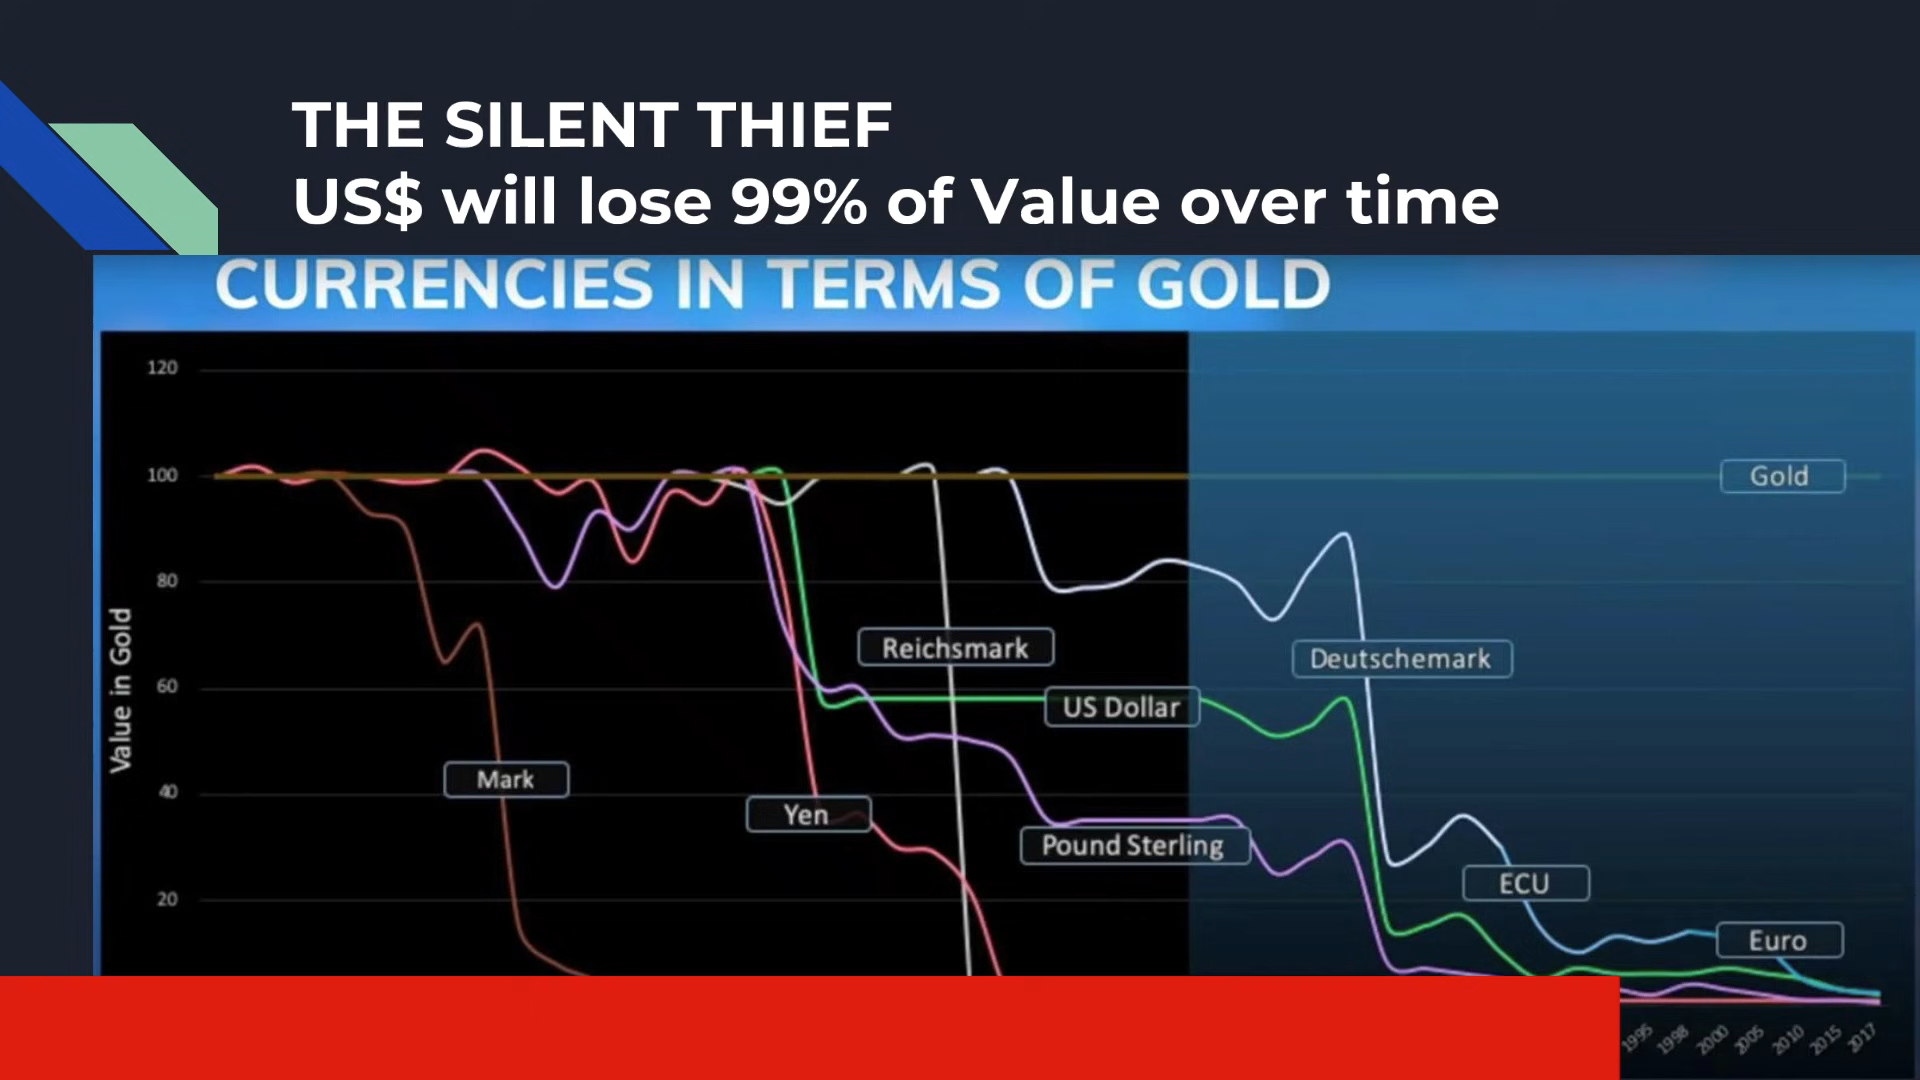 THE SILENT THIEF
US$ will lose 99% of Value over time
CURRENCIES IN TERMS OF GOLD
120
100
80
60
40
20
Value in Gold
Gold
Reichsmark
Deutschemark
US Dollar
Mark
Yen
Pound Sterling
ECU
Euro
1995
1998
2000
2005
2010
2015
2017